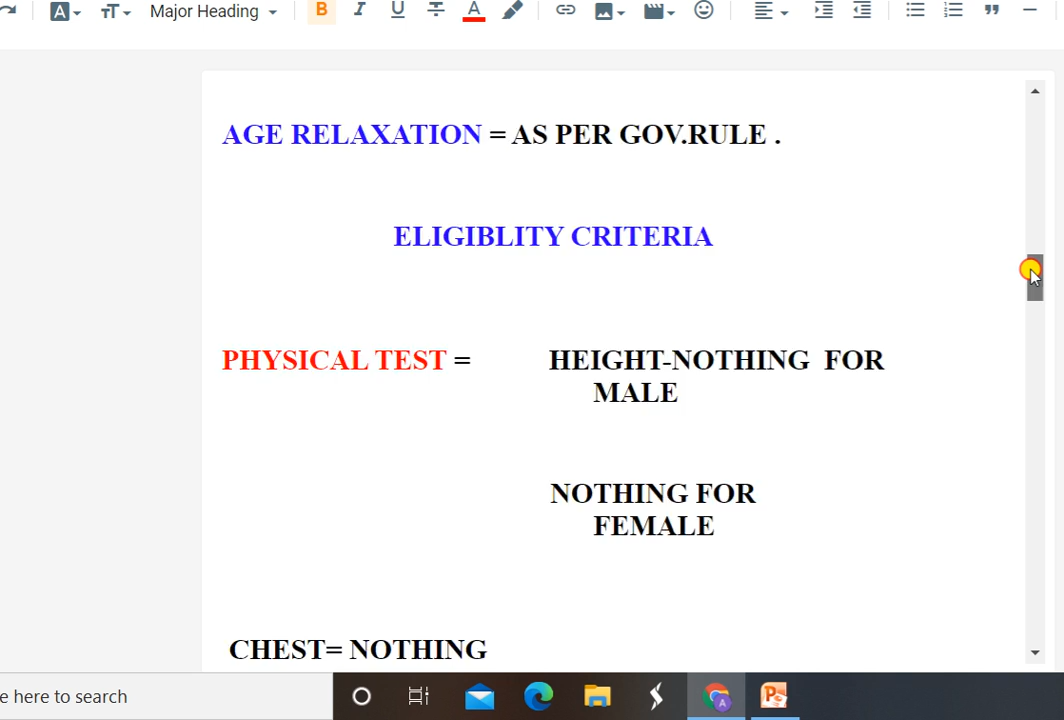 Major Heading B I U A
AGE RELAXATION = AS PER GOV.RULE .
ELIGIBLITY CRITERIA
PHYSICAL TEST = HEIGHT-NOTHING FOR
MALE
NOTHING FOR
FEMALE
CHEST= NOTHING
e here to search